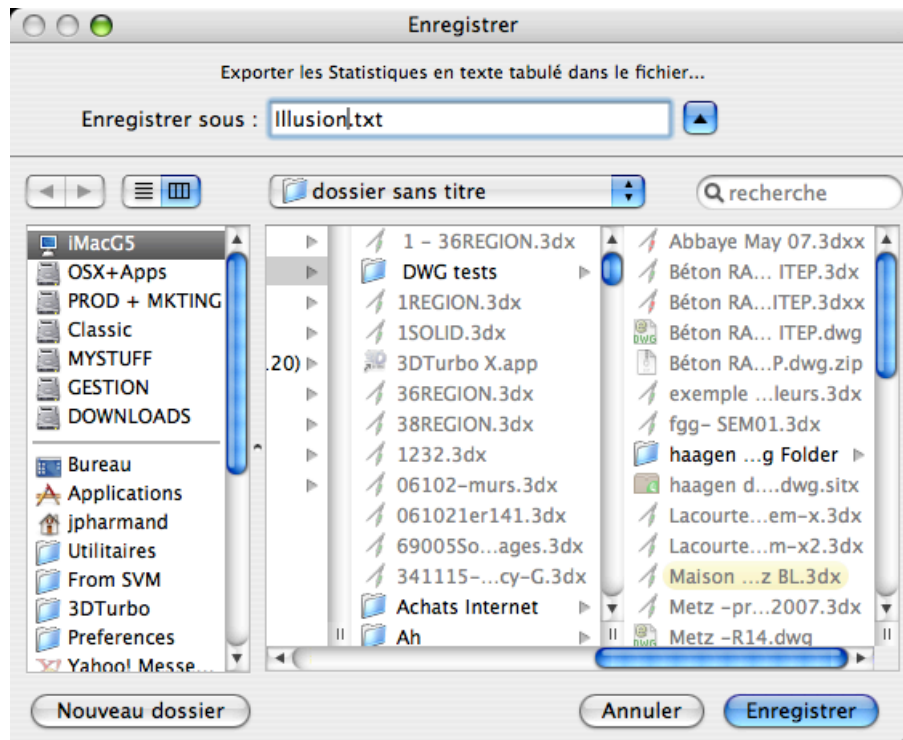 Enregistrer
Exporter les Statistiques en texte tabulé dans le fichier...
Enregistrer sous : Illusion.txt
dossier sans titre
recherche
iMacG5
OSX+Apps
PROD + MKTING
Classic
MYSTUFF
GESTION
DOWNLOADS
Bureau
Applications
jpharmand
Utilitaires
From SVM
3DTurbo
Preferences
Yahoo! Messe...
.20)
1 - 36REGION.3dx
DWG tests
1REGION.3dx
1SOLID.3dx
3DTurbo X.app
36REGION.3dx
38REGION.3dx
1232.3dx
06102-murs.3dx
061021er141.3dx
69005So...ages.3dx
341115-...cy-G.3dx
Achats Internet
Ah
Abbaye May 07.3dxx
Béton RA... ITEP.3dx
Béton RA...ITEP.3dxx
Béton RA... ITEP.dwg
Béton RA...P.dwg.zip
exemple ...leurs.3dx
fgg- SEM01.3dx
haagen ...g Folder
haagen d....dwg.sitx
Lacourte...em-x.3dx
Lacourte...m-x2.3dx
Maison ...z BL.3dx
Metz -pr...2007.3dx
Metz -R14.dwg
Nouveau dossier
Annuler
Enregistrer